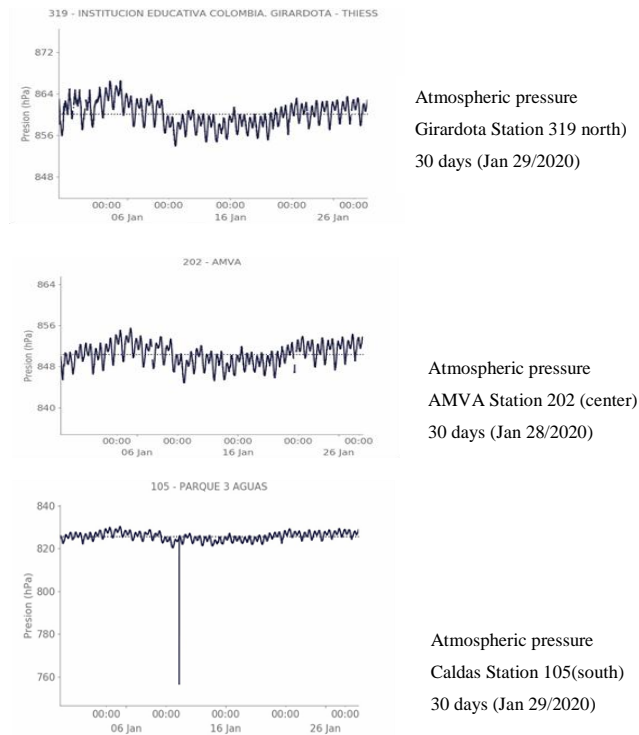 319 - INSTITUCION EDUCATIVA COLOMBIA. GIRARDOTA - THIESS
872
864
856
848
Presion (hPa)
00:00 00:00 00:00 00:00
06 Jan 16 Jan 26 Jan
Atmospheric pressure
Girardota Station 319 north)
30 days (Jan 29/2020)
202 - AMVA
864
856
848
840
Presion (hPa)
00:00 00:00 00:00 00:00 00:00
06 Jan 16 Jan 26 Jan
Atmospheric pressure
AMVA Station 202 (center)
30 days (Jan 28/2020)
105 - PARQUE 3 AGUAS
840
820
800
780
760
Presion (hPa)
00:00 00:00 00:00 00:00 00:00
06 Jan 16 Jan 26 Jan
Atmospheric pressure
Caldas Station 105(south)
30 days (Jan 29/2020)